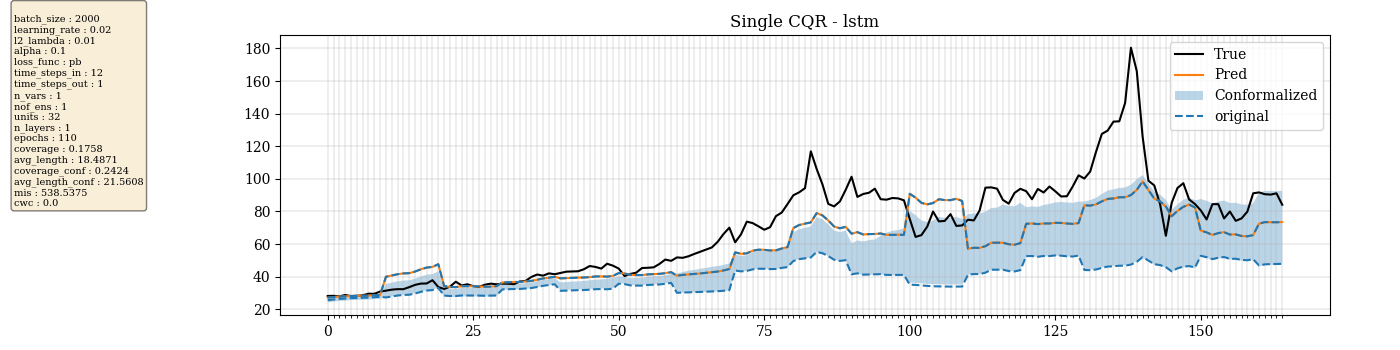 batch_size : 2000
learning_rate : 0.02
l2_lambda : 0.01
alpha : 0.1
loss_func : pb
time_steps_in : 12
time_steps_out : 1
n_vars : 1
nof_ens : 1
units : 32
n_layers : 1
epochs : 110
coverage : 0.1758
avg_length : 18.4871
coverage_conf : 0.2424
avg_length_conf : 21.5608
mis : 538.5375
cwc : 0.0
Single CQR - lstm
180
160
140
120
100
80
60
40
20
0 25 50 75 100 125 150
True
Pred
Conformalized
original